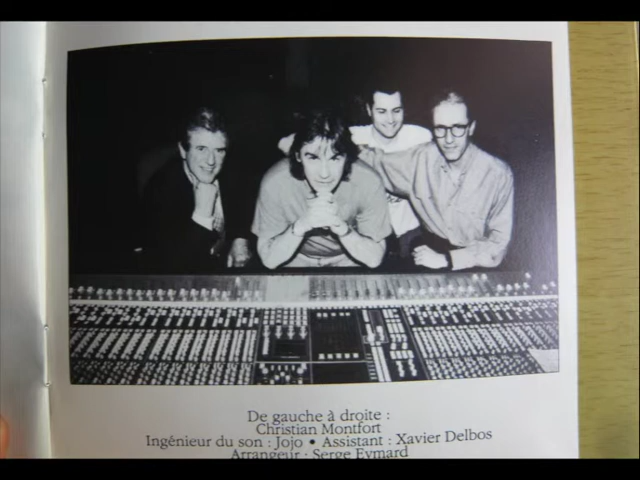 De gauche à droite :
Christian Montfort
Ingénieur du son : Jojo • Assistant : Xavier Delbos
Arrangeur : Serge Eymard